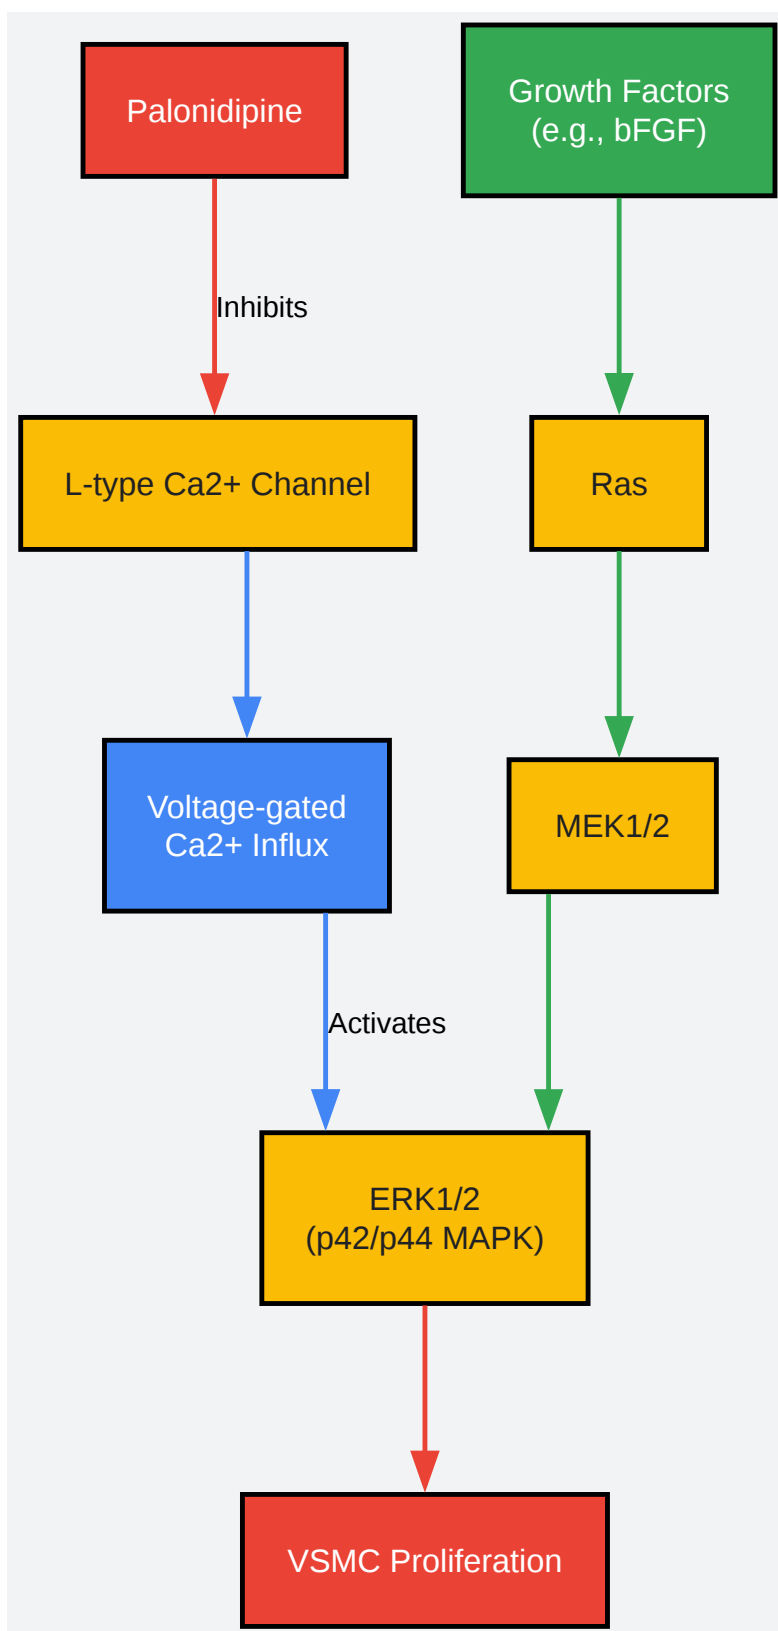 Palonidipine
Growth Factors
(e.g., bFGF)
Inhibits
L-type Ca2+ Channel
Ras
Voltage-gated
Ca2+ Influx
MEK1/2
Activates
ERK1/2
(p42/p44 MAPK)
VSMC Proliferation